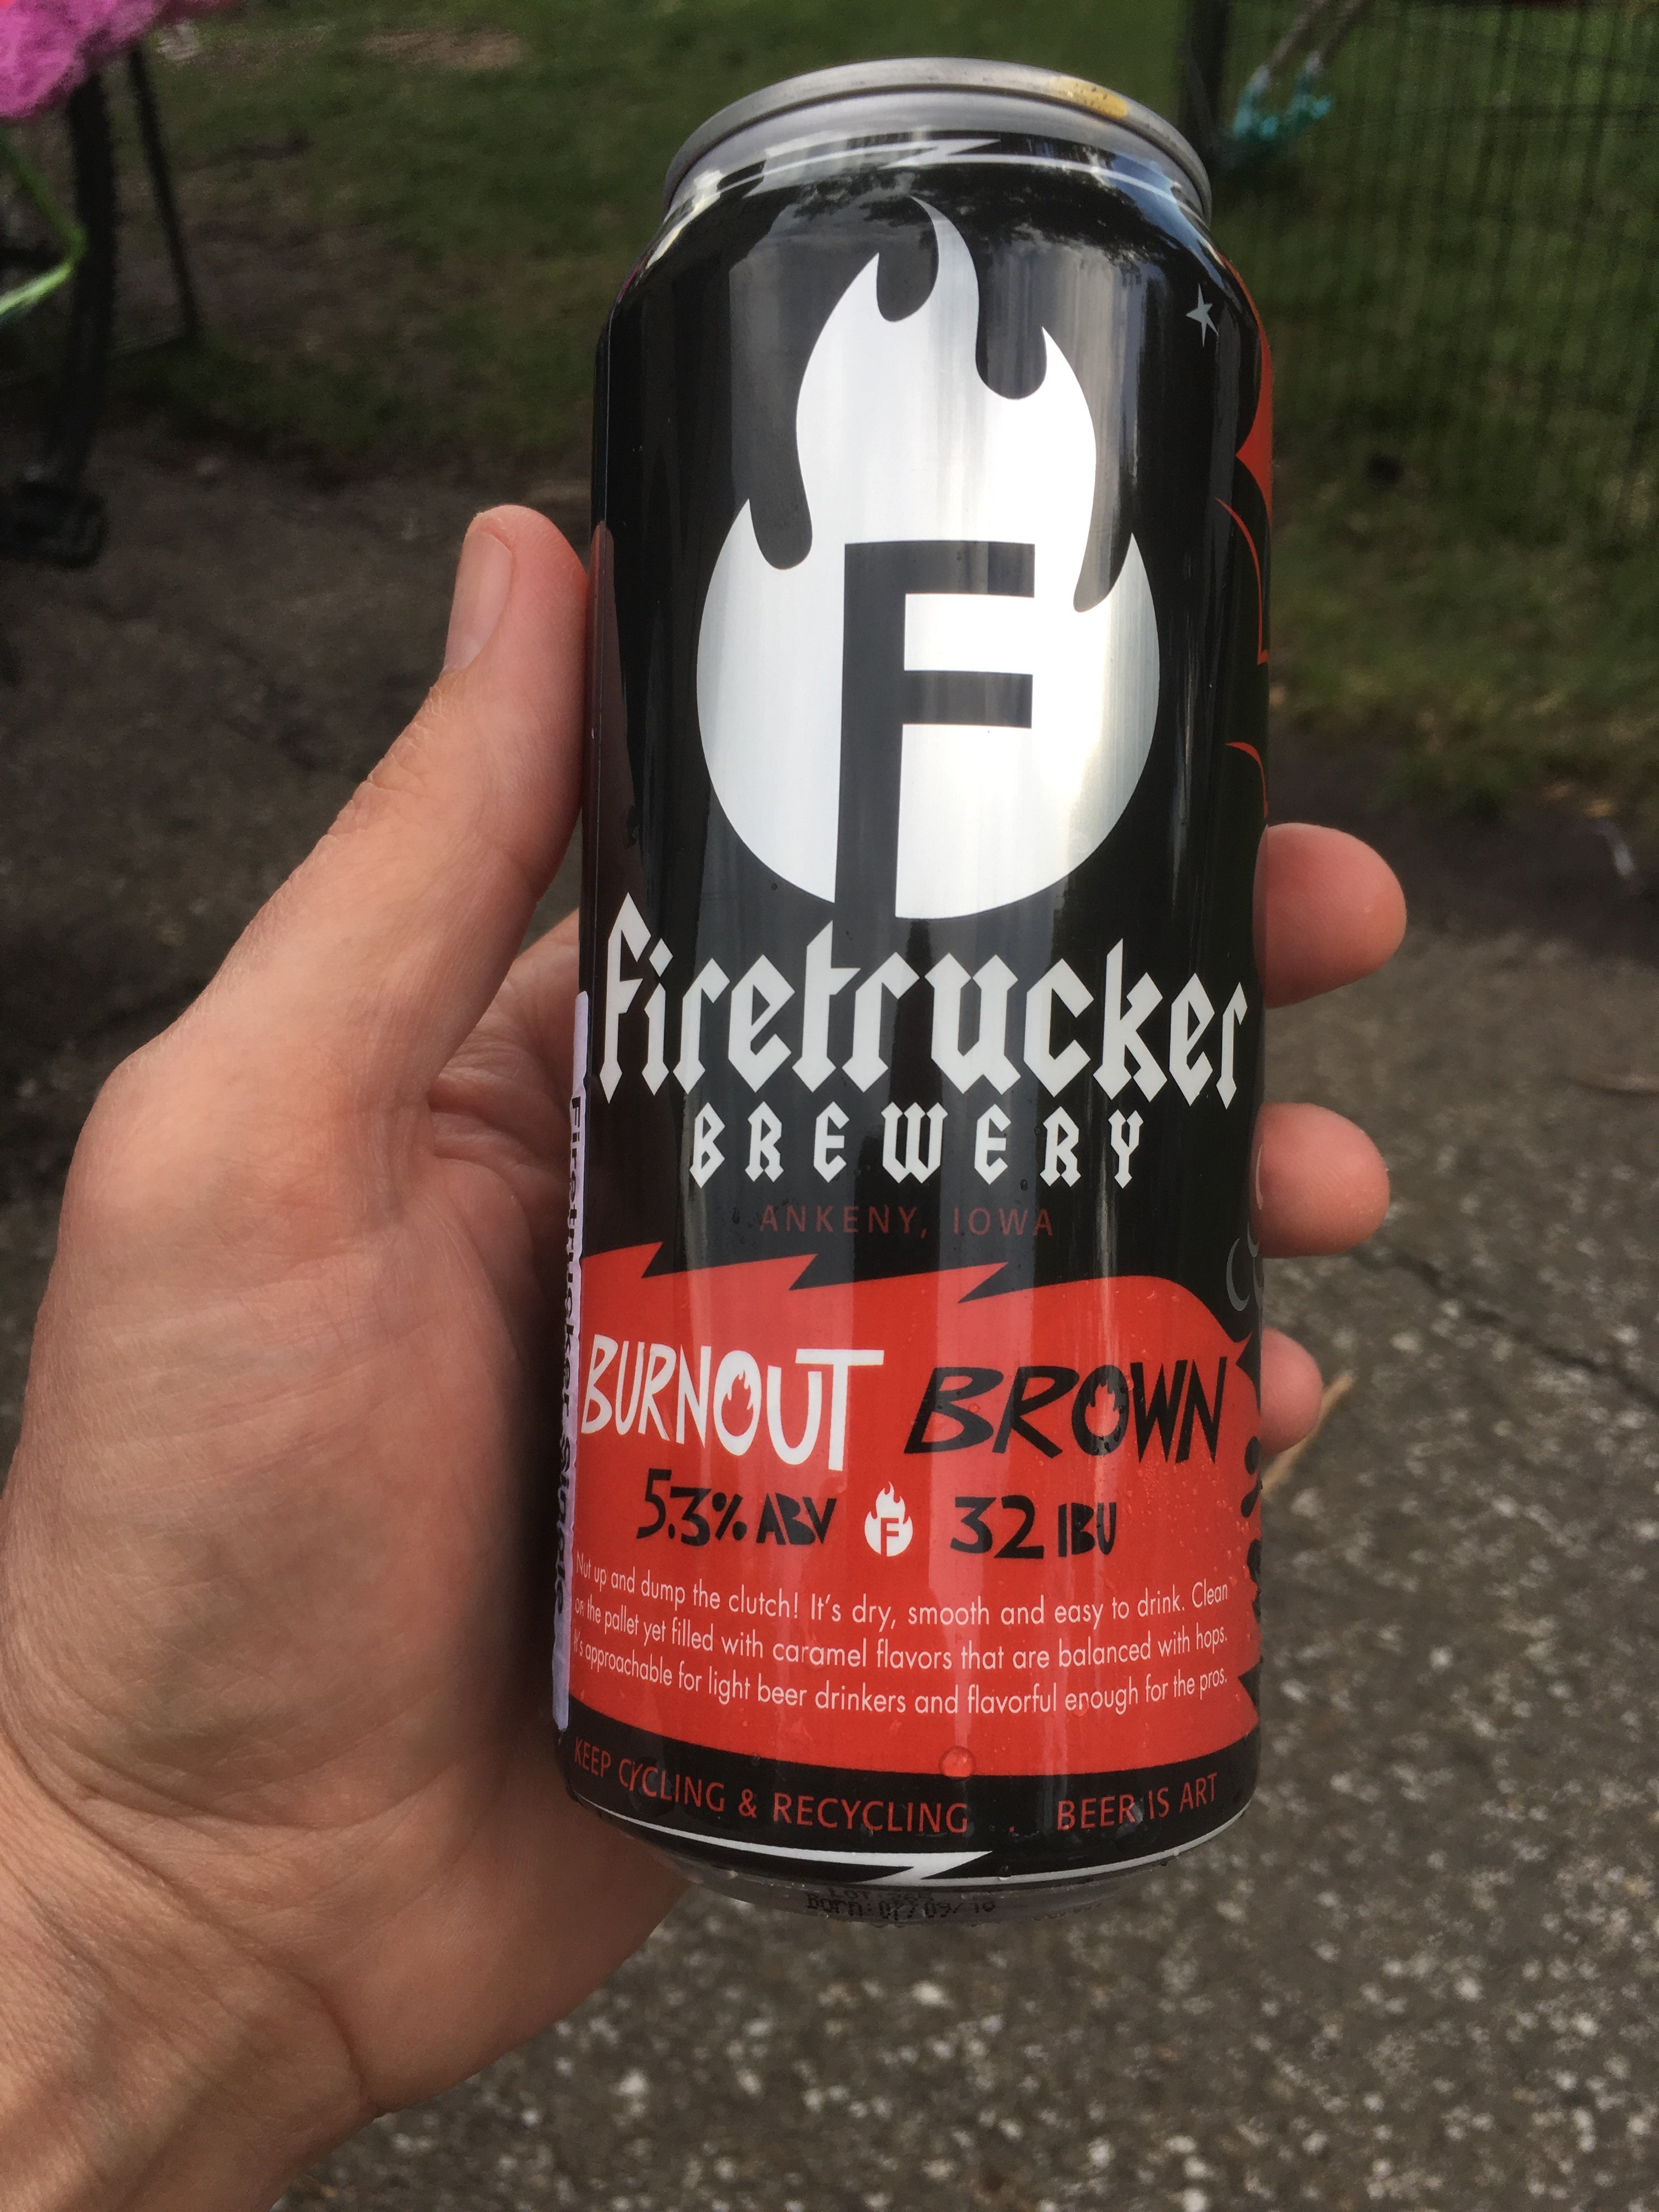 F
Firetrucker
BREWERY
ANKENY, IOWA
BURNOUT BROWN
5.3% ABV F 32 IBU
Nut up and dump the clutch! It's dry, smooth and easy to drink. Clean
on the pallet yet filled with caramel flavors that are balanced with hops.
It's approachable for light beer drinkers and flavorful enough for the pros.
KEEP CYCLING & RECYCLING . BEER IS ART
Firetrucker